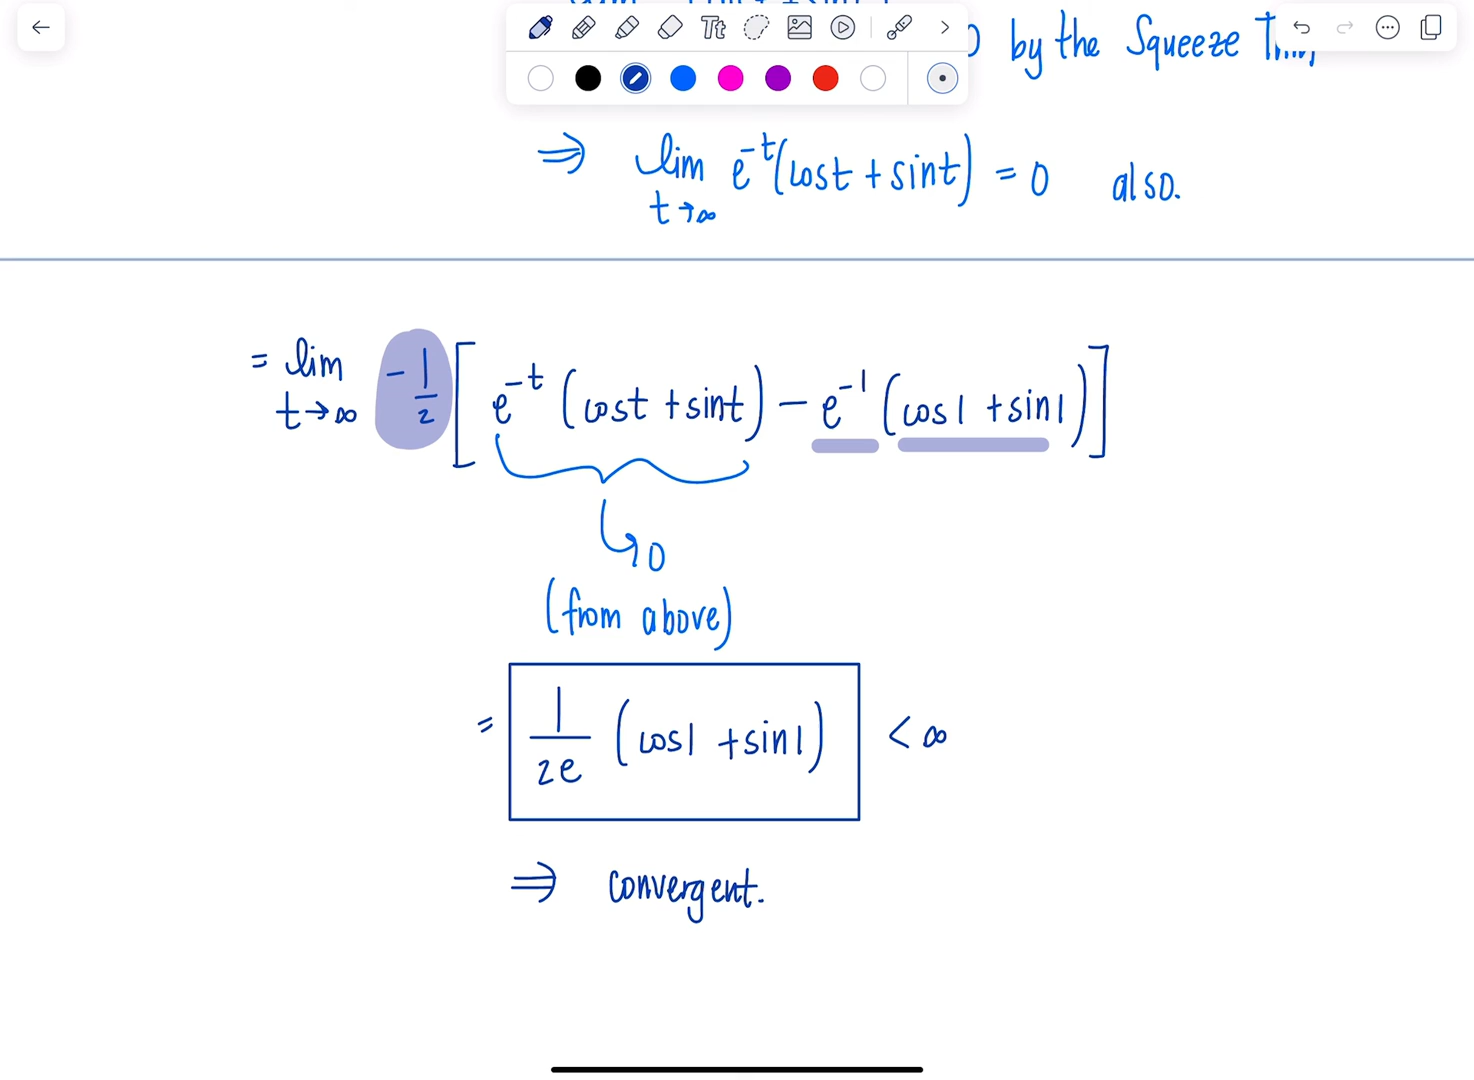 by the Squeeze
⇒ lim e^-t (cost + sint) = 0 also.
t→∞
= lim -1/2 [ e^-t (cost + sint) - e^-1 (cos1 + sin1) ]
t→∞
↳ 0
(from above)
= 1/2e (cos1 + sin1) < ∞
⇒ convergent.
Tt